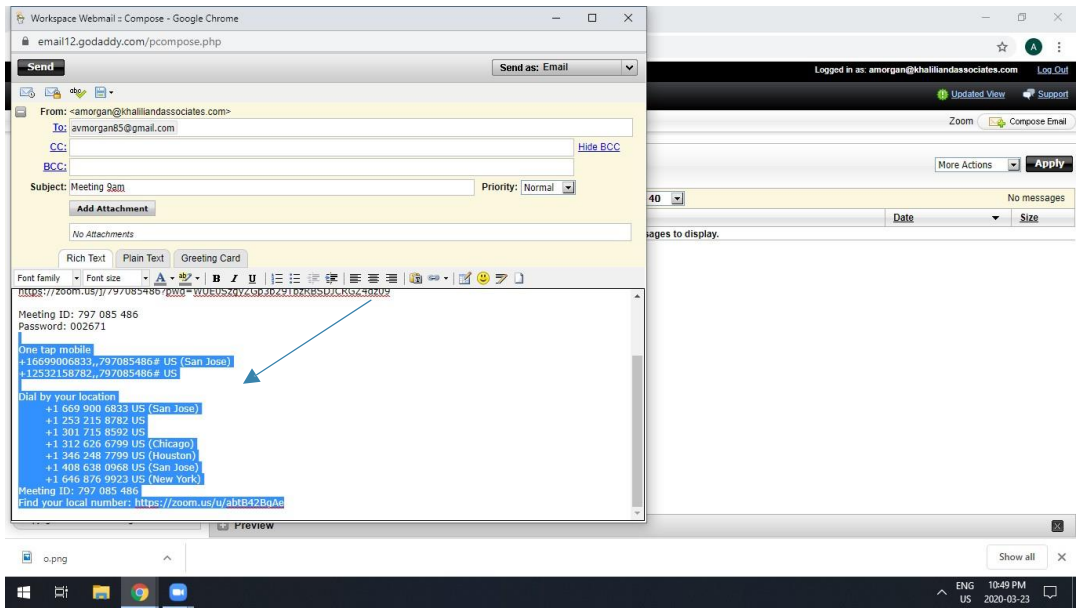 Workspace Webmail :: Compose - Google Chrome
email12.godaddy.com/pcompose.php
Send
Send as: Email
From: <amorgan@khaliliandassociates.com>
To: avmorgan85@gmail.com
CC:
Hide BCC
BCC:
Subject: Meeting 9am
Priority: Normal
Add Attachment
No Attachments
Rich Text Plain Text Greeting Card
Font family Font size A abc B I U
Meeting ID: 797 085 486
Password: 002671
One tap mobile
+16699006833,,797085486# US (San Jose)
+12532158782,,797085486# US
Dial by your location
+1 669 900 6833 US (San Jose)
+1 253 215 8782 US
+1 301 715 8592 US
+1 312 626 6799 US (Chicago)
+1 346 248 7799 US (Houston)
+1 408 638 0968 US (San Jose)
+1 646 876 9923 US (New York)
Meeting ID: 797 085 486
Find your local number: https://zoom.us/u/abtB42BgAe
A
Logged in as: amorgan@khaliliandassociates.com Log Out
Updated View Support
Zoom Compose Email
More Actions Apply
40 No messages
Date Size
sages to display.
Preview
o.png
Show all
ENG 10:49 PM
US 2020-03-23